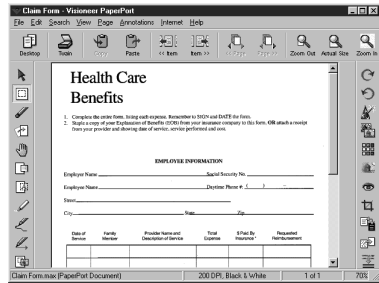 Claim Form - Visioneer PaperPort
File Edit Search View Page Annotations Internet Help
Desktop Twain Copy Paste << Item Item >> << Page Page >> Zoom Out Actual Size Zoom In
Health Care
Benefits
1. Complete the entire form, listing each expense. Remember to SIGN and DATE the form.
2. Staple a copy of your Explanation of Benefits (EOB) from your insurance company to this form, OR attach a receipt
from your provider and showing date of service, service performed and cost.
EMPLOYEE INFORMATION
Employee Name Social Security No.
Employee Name Daytime Phone #: ( ) -
Street
City State Zip
Date of Family Provider Name and Total $ Paid By Requested
Service Member Description of Service Expense Insurance * Reimbursement
Claim Form.max (PaperPort Document) 200 DPI, Black & White 1 of 1 70%